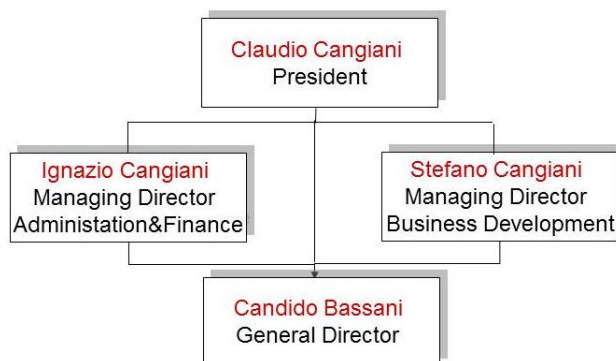 Claudio Cangiani
President
Ignazio Cangiani
Managing Director
Administation&Finance
Stefano Cangiani
Managing Director
Business Development
Candido Bassani
General Director